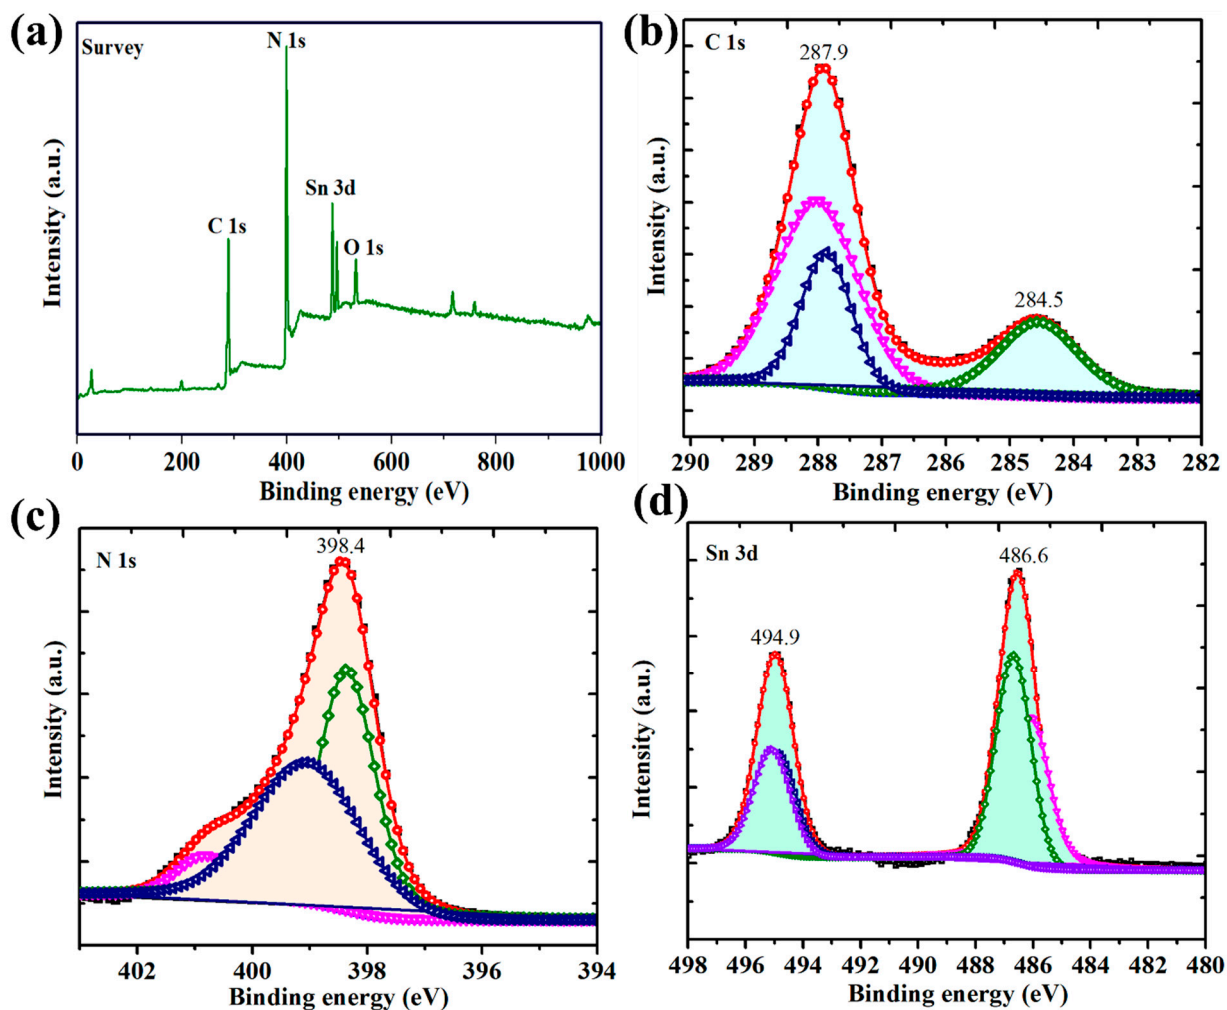 (a)
Survey
N 1s
C 1s
Sn 3d
O 1s
Intensity (a.u.)
0 200 400 600 800 1000
Binding energy (eV)
(b)
C 1s
287.9
284.5
Intensity (a.u.)
290 289 288 287 286 285 284 283 282
Binding energy (eV)
(c)
N 1s
398.4
Intensity (a.u.)
402 400 398 396 394
Binding energy (eV)
(d)
Sn 3d
494.9
486.6
Intensity (a.u.)
498 496 494 492 490 488 486 484 482 480
Binding energy (eV)